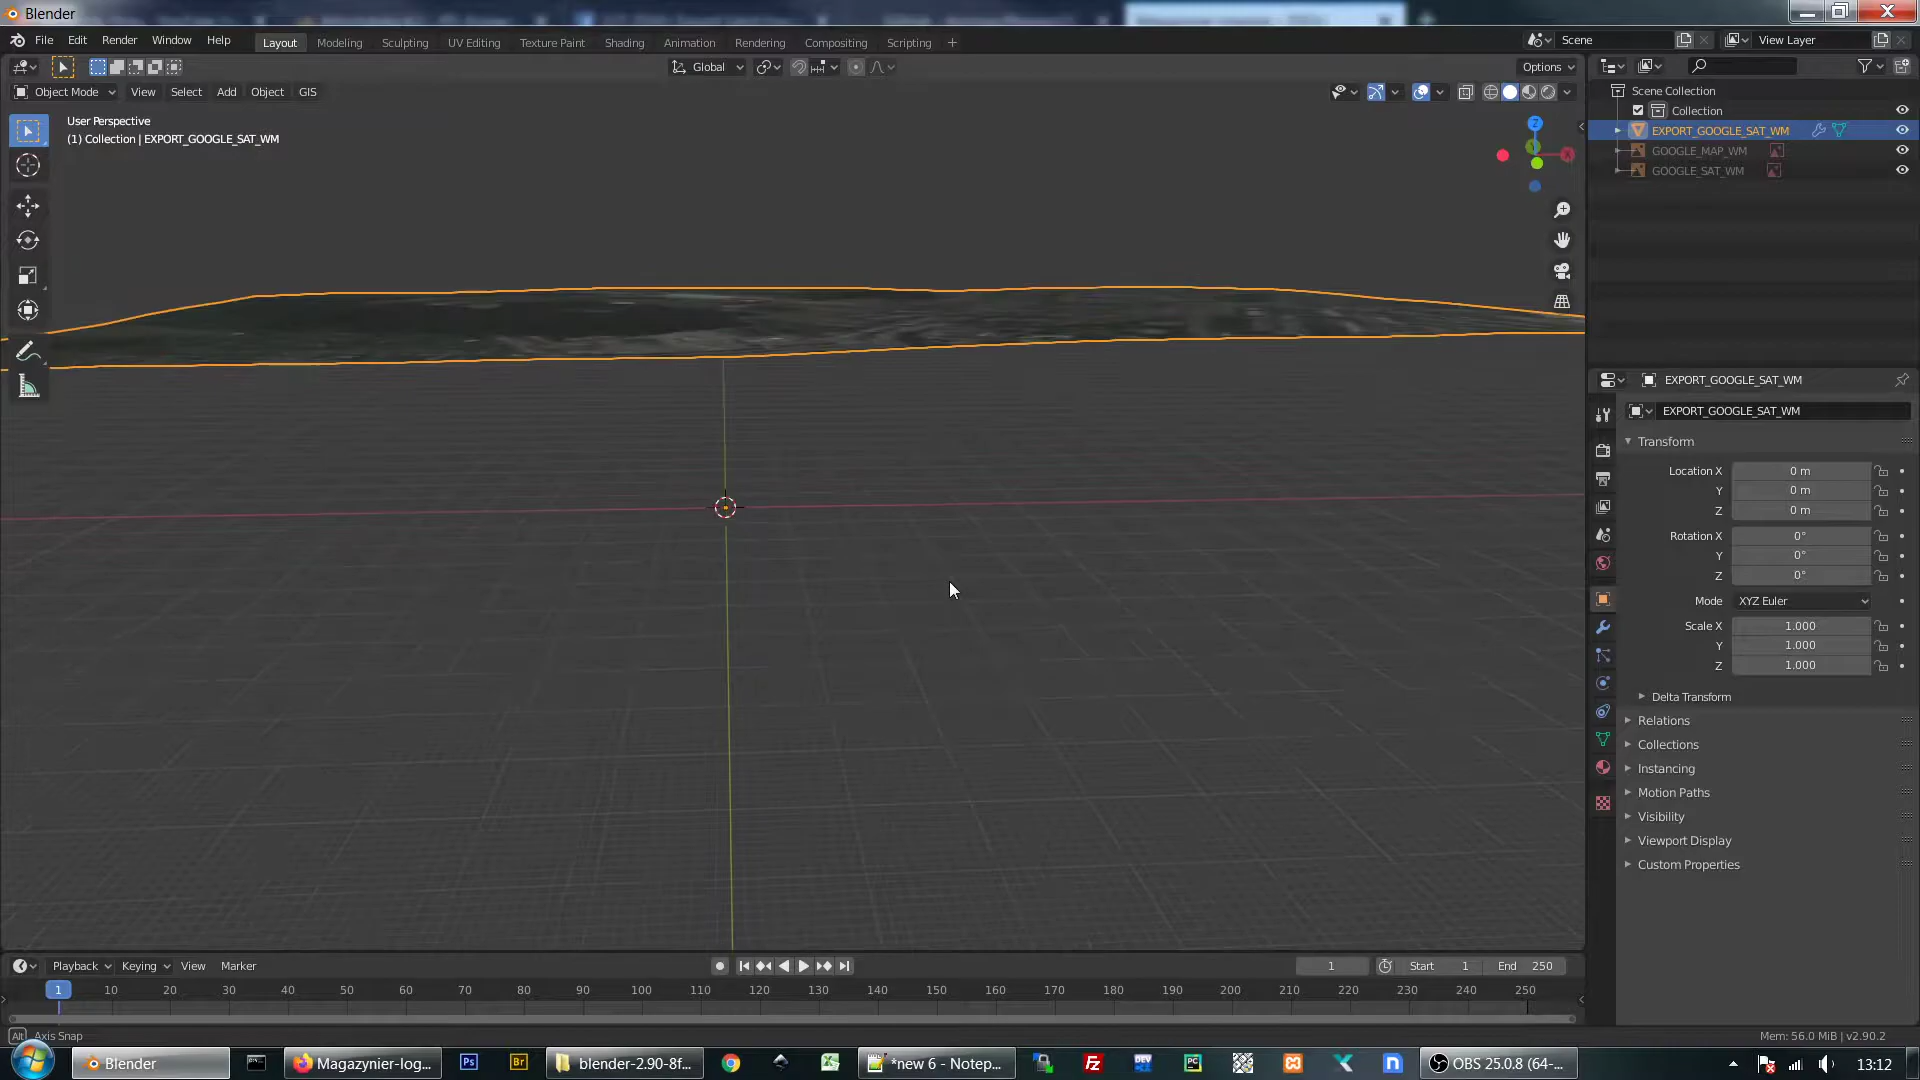 Blender
File Edit Render Window Help
Layout Modeling Sculpting UV Editing Texture Paint Shading Animation Rendering Compositing Scripting +
Scene View Layer
Global Options
Object Mode View Select Add Object GIS
User Perspective
(1) Collection | EXPORT_GOOGLE_SAT_WM
Z
X
Scene Collection
Collection
EXPORT_GOOGLE_SAT_WM
GOOGLE_MAP_WM
GOOGLE_SAT_WM
EXPORT_GOOGLE_SAT_WM
EXPORT_GOOGLE_SAT_WM
Transform
Location X 0 m
Y 0 m
Z 0 m
Rotation X 0°
Y 0°
Z 0°
Mode XYZ Euler
Scale X 1.000
Y 1.000
Z 1.000
Delta Transform
Relations
Collections
Instancing
Motion Paths
Visibility
Viewport Display
Custom Properties
Playback Keying View Marker 1 Start 1 End 250
1 10 20 30 40 50 60 70 80 90 100 110 120 130 140 150 160 170 180 190 200 210 220 230 240 250
Alt Axis Snap
Mem: 56.0 MiB | v2.90.2
Blender Magazynier-log... Ps Br blender-2.90-8f... *new 6 - Notep... Fz DEV PC n OBS 25.0.8 (64-... 13:12